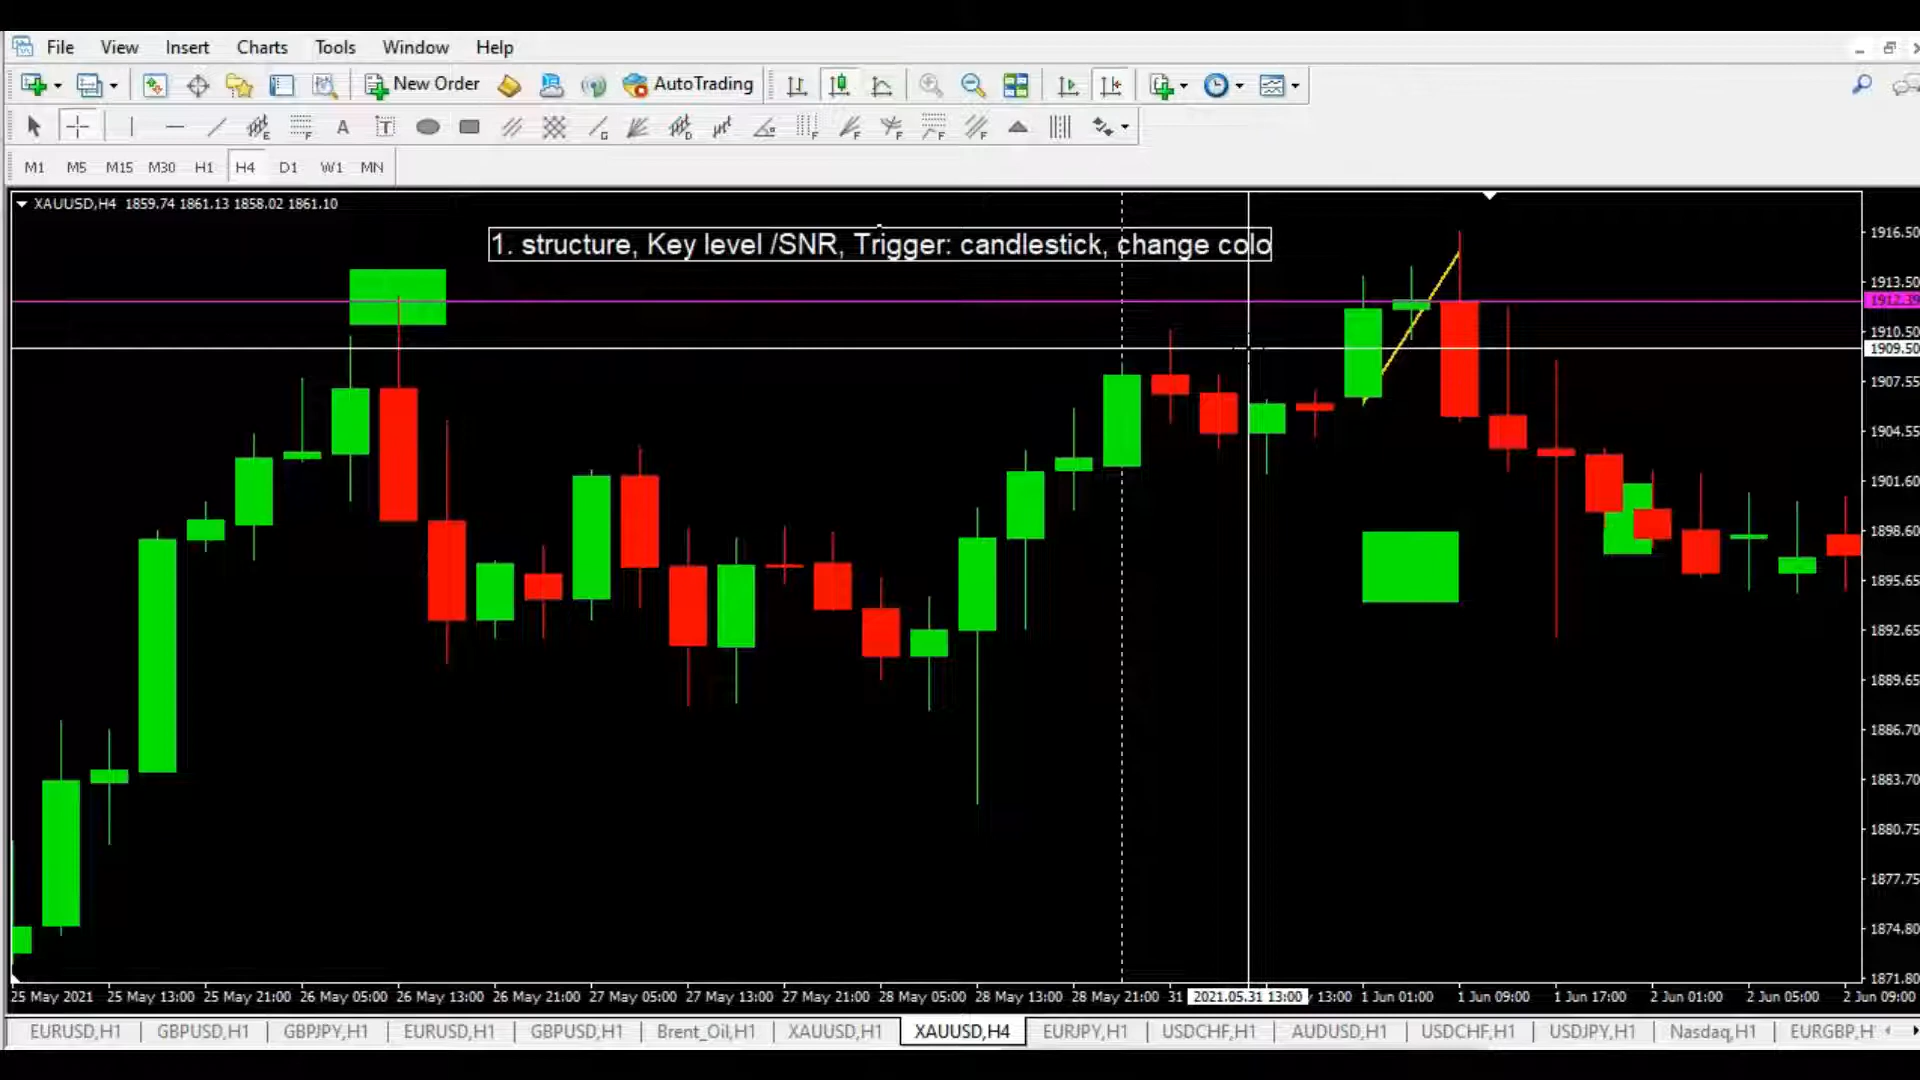 File View Insert Charts Tools Window Help
New Order AutoTrading
M1 M5 M15 M30 H1 H4 D1 W1 MN
XAUUSD,H4 1859.74 1861.13 1858.02 1861.10
1. structure, Key level /SNR, Trigger: candlestick, change colo
1916.50
1913.50
1912.39
1910.50
1909.50
1907.55
1904.55
1901.60
1898.60
1895.65
1892.65
1889.65
1886.70
1883.70
1880.75
1877.75
1874.80
1871.80
25 May 2021 25 May 13:00 25 May 21:00 26 May 05:00 26 May 13:00 26 May 21:00 27 May 05:00 27 May 13:00 27 May 21:00 28 May 05:00 28 May 13:00 28 May 21:00 31 2021.05.31 13:00 13:00 1 Jun 01:00 1 Jun 09:00 1 Jun 17:00 2 Jun 01:00 2 Jun 05:00 2 Jun 09:00
EURUSD,H1 GBPUSD,H1 GBPJPY,H1 EURUSD,H1 GBPUSD,H1 Brent_Oil,H1 XAUUSD,H1 XAUUSD,H4 EURJPY,H1 USDCHF,H1 AUDUSD,H1 USDCHF,H1 USDJPY,H1 Nasdaq,H1 EURGBP,H